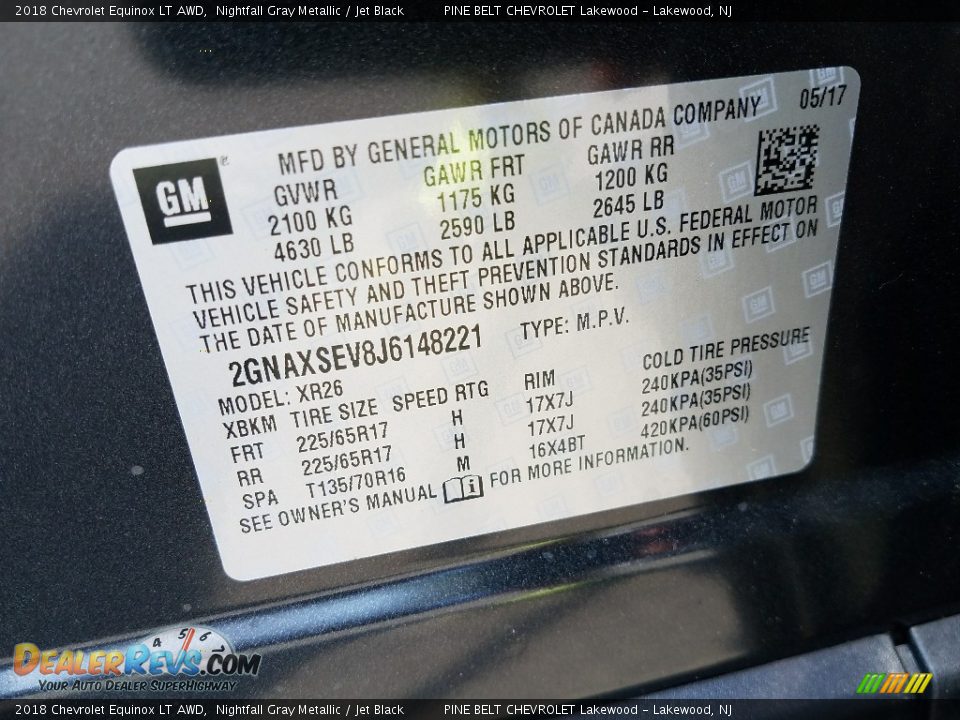 2018 Chevrolet Equinox LT AWD, Nightfall Gray Metallic / Jet Black PINE BELT CHEVROLET Lakewood - Lakewood, NJ
GM ®
MFD BY GENERAL MOTORS OF CANADA COMPANY 05/17
GVWR GAWR FRT GAWR RR
2100 KG 1175 KG 1200 KG
4630 LB 2590 LB 2645 LB
THIS VEHICLE CONFORMS TO ALL APPLICABLE U.S. FEDERAL MOTOR
VEHICLE SAFETY AND THEFT PREVENTION STANDARDS IN EFFECT ON
THE DATE OF MANUFACTURE SHOWN ABOVE.
2GNAXSEV8J6148221 TYPE: M.P.V.
MODEL: XR26
XBKM TIRE SIZE SPEED RTG RIM COLD TIRE PRESSURE
FRT 225/65R17 H 17X7J 240KPA(35PSI)
RR 225/65R17 H 17X7J 240KPA(35PSI)
SPA T135/70R16 M 16X4BT 420KPA(60PSI)
SEE OWNER'S MANUAL i FOR MORE INFORMATION.
4 5 6
DEALERREVS.COM
YOUR AUTO DEALER SUPERHIGHWAY
2018 Chevrolet Equinox LT AWD, Nightfall Gray Metallic / Jet Black PINE BELT CHEVROLET Lakewood - Lakewood, NJ